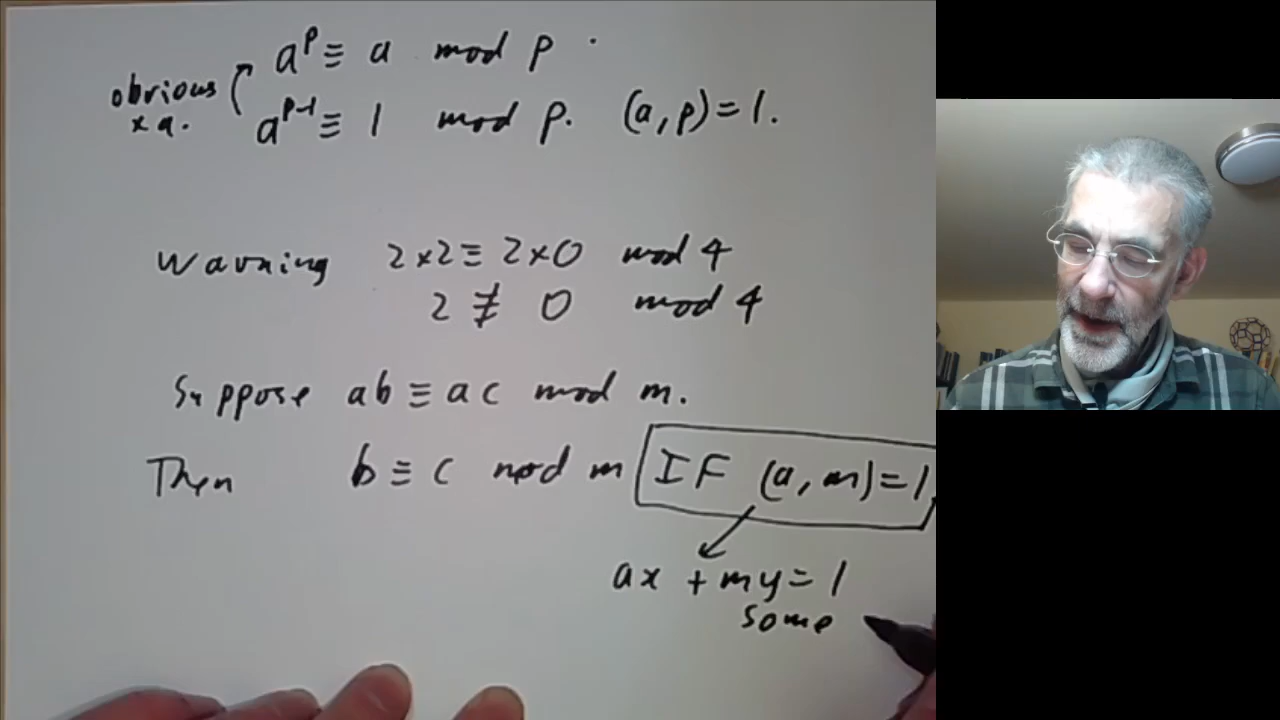 a^p ≡ a mod p .
obvious
× a.
a^{p-1} ≡ 1 mod p. (a, p) = 1.
Warning 2×2 ≡ 2×0 mod 4
2 ≢ 0 mod 4
Suppose ab ≡ ac mod m.
Then b ≡ c mod m IF (a, m) = 1
ax + my = 1
some